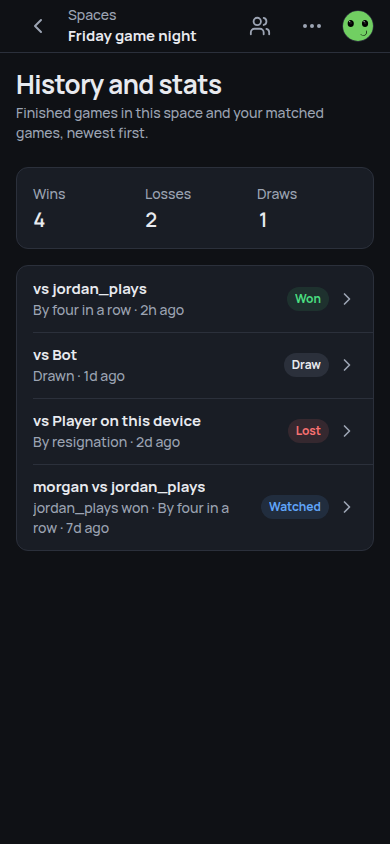 Spaces
Friday game night
History and stats
Finished games in this space and your matched
games, newest first.
Wins
Losses
Draws
4
2
1
vs jordan_plays
By four in a row · 2h ago
Won
vs Bot
Drawn · 1d ago
Draw
vs Player on this device
By resignation · 2d ago
Lost
morgan vs jordan_plays
jordan_plays won · By four in a
row · 7d ago
Watched